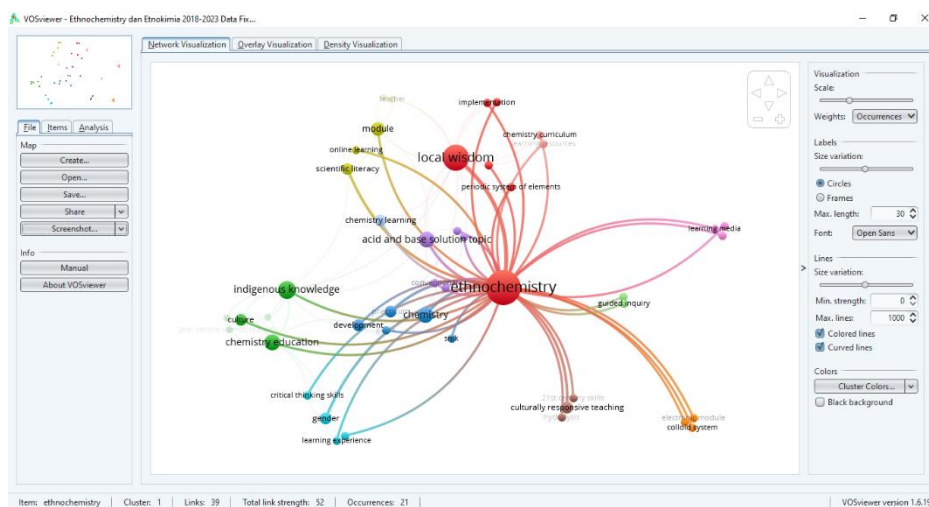 VOSviewer - Ethnochemistry dan Etnokimia 2018-2023 Data Fix...
File Items Analysis
Map
Create...
Open...
Save...
Share
Screenshot...
Info
Manual
About VOSviewer
Network Visualization Overlay Visualization Density Visualization
teacher
implementation
module
chemistry curriculum
online learning
learning resources
local wisdom
scientific literacy
periodic system of elements
chemistry learning
learning media
acid and base solution topic
indigenous knowledge
ethnochemistry
guided inquiry
culture
chemistry
development
chemistry education
smk
critical thinking skills
21st century skills
culturally responsive teaching
hydrolysis
gender
electronic module
colloid system
learning experience
>
Visualization
Scale:
Weights: Occurrences
Labels
Size variation:
Circles
Frames
Max. length: 30
Font: Open Sans
Lines
Size variation:
Min. strength: 0
Max. lines: 1000
Colored lines
Curved lines
Colors
Cluster Colors...
Black background
Item: ethnochemistry Cluster: 1 Links: 39 Total link strength: 52 Occurrences: 21
VOSviewer version 1.6.19